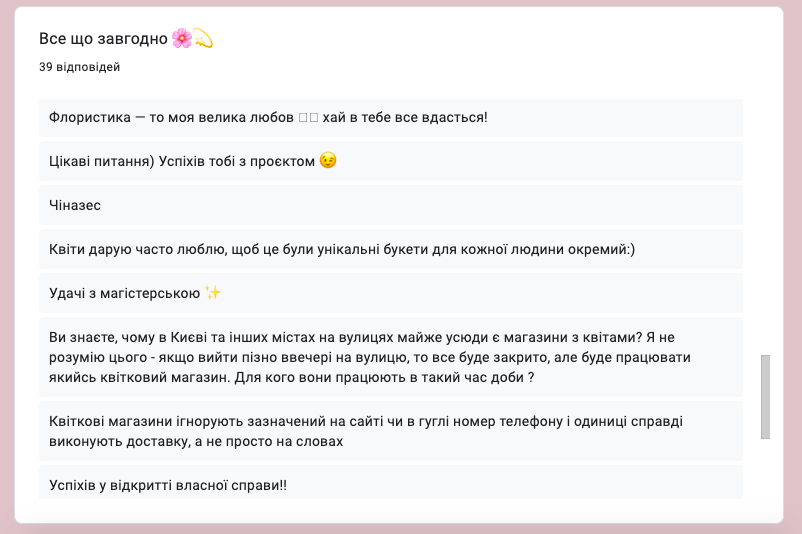 Все що завгодно 🌸💫
39 відповідей
Флористика — то моя велика любов 🫶🏻 хай в тебе все вдасться!
Цікаві питання) Успіхів тобі з проєктом 😉
Чіназес
Квіти дарую часто люблю, щоб це були унікальні букети для кожної людини окремий:)
Удачі з магістерською ✨
Ви знаєте, чому в Києві та інших містах на вулицях майже усюди є магазини з квітами? Я не
розумію цього - якщо вийти пізно ввечері на вулицю, то все буде закрито, але буде працювати
якийсь квітковий магазин. Для кого вони працюють в такий час доби ?
Квіткові магазини ігнорують зазначений на сайті чи в гуглі номер телефону і одиниці справді
виконують доставку, а не просто на словах
Успіхів у відкритті власної справи!!